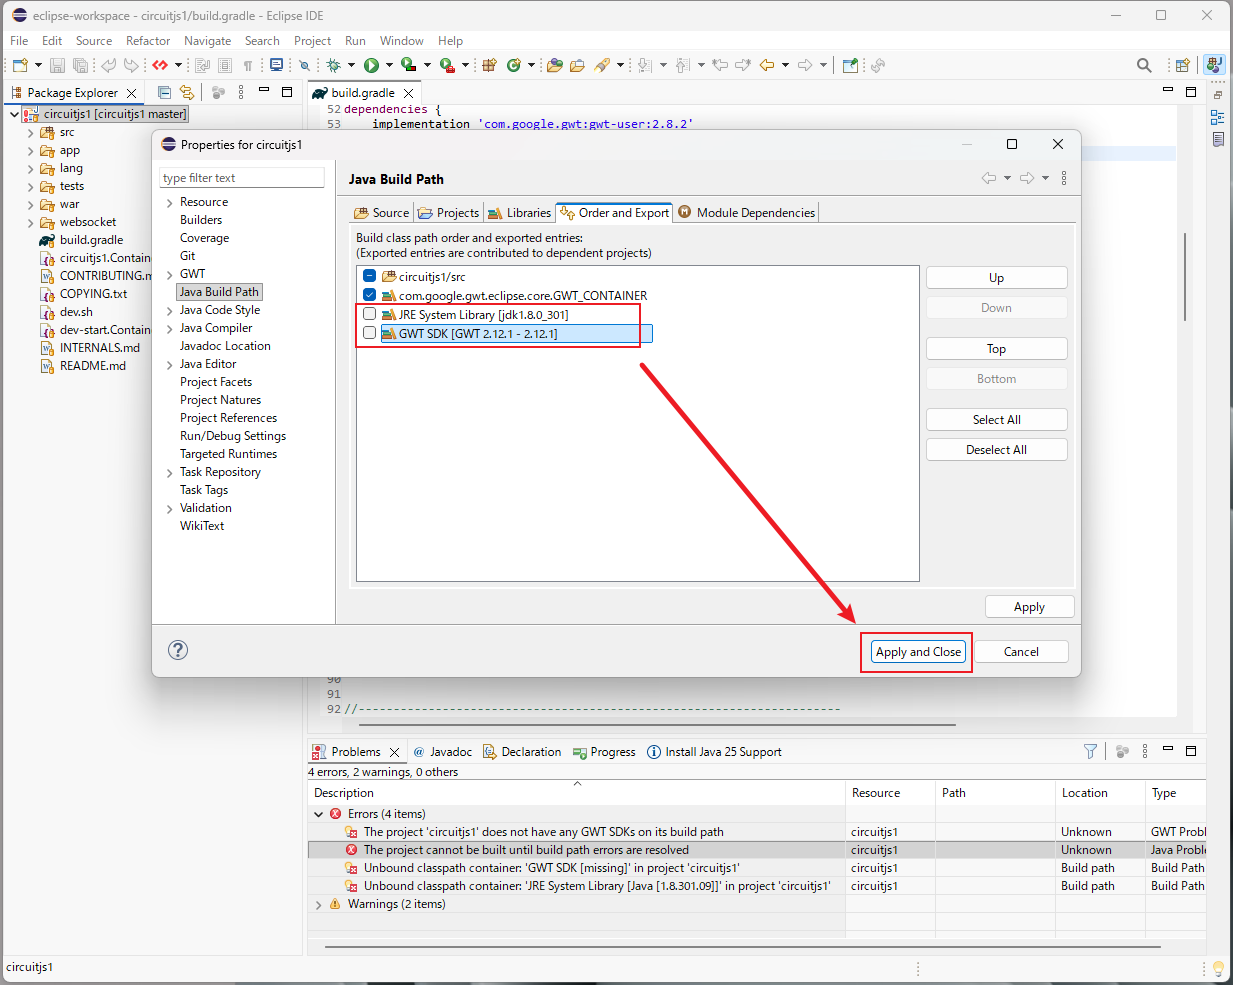 eclipse-workspace - circuitjs1/build.gradle - Eclipse IDE
File Edit Source Refactor Navigate Search Project Run Window Help
Package Explorer
build.gradle
circuitjs1 [circuitjs1 master]
src
app
lang
tests
war
websocket
build.gradle
circuitjs1.Contain
CONTRIBUTING.m
COPYING.txt
dev.sh
dev-start.Contain
INTERNALS.md
README.md
52 dependencies {
53 implementation 'com.google.gwt:gwt-user:2.8.2'
Properties for circuitjs1
type filter text
Resource
Builders
Coverage
Git
GWT
Java Build Path
Java Code Style
Java Compiler
Javadoc Location
Java Editor
Project Facets
Project Natures
Project References
Run/Debug Settings
Targeted Runtimes
Task Repository
Task Tags
Validation
WikiText
Java Build Path
Source Projects Libraries Order and Export Module Dependencies
Build class path order and exported entries:
(Exported entries are contributed to dependent projects)
circuitjs1/src
com.google.gwt.eclipse.core.GWT_CONTAINER
JRE System Library [jdk1.8.0_301]
GWT SDK [GWT 2.12.1 - 2.12.1]
Up
Down
Top
Bottom
Select All
Deselect All
Apply
Apply and Close
Cancel
90
91
92 //---------------------------------------------------------------------
Problems @ Javadoc Declaration Progress Install Java 25 Support
4 errors, 2 warnings, 0 others
Description Resource Path Location Type
Errors (4 items)
The project 'circuitjs1' does not have any GWT SDKs on its build path circuitjs1 Unknown GWT Probl
The project cannot be built until build path errors are resolved circuitjs1 Unknown Java Proble
Unbound classpath container: 'GWT SDK [missing]' in project 'circuitjs1' circuitjs1 Build path Build Path
Unbound classpath container: 'JRE System Library [Java [1.8.301.09]]' in project 'circuitjs1' circuitjs1 Build path Build Path
Warnings (2 items)
circuitjs1